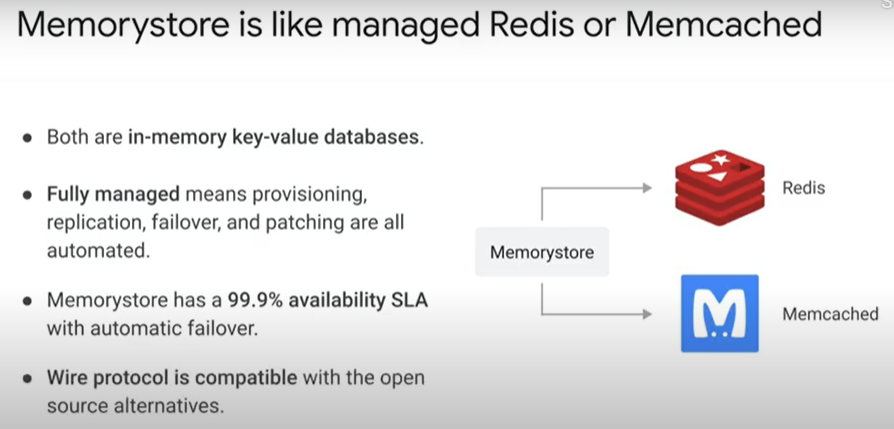 Memorystore is like managed Redis or Memcached
● Both are in-memory key-value databases.
● Fully managed means provisioning,
replication, failover, and patching are all
automated.
● Memorystore has a 99.9% availability SLA
with automatic failover.
● Wire protocol is compatible with the open
source alternatives.
Memorystore
Redis
Memcached